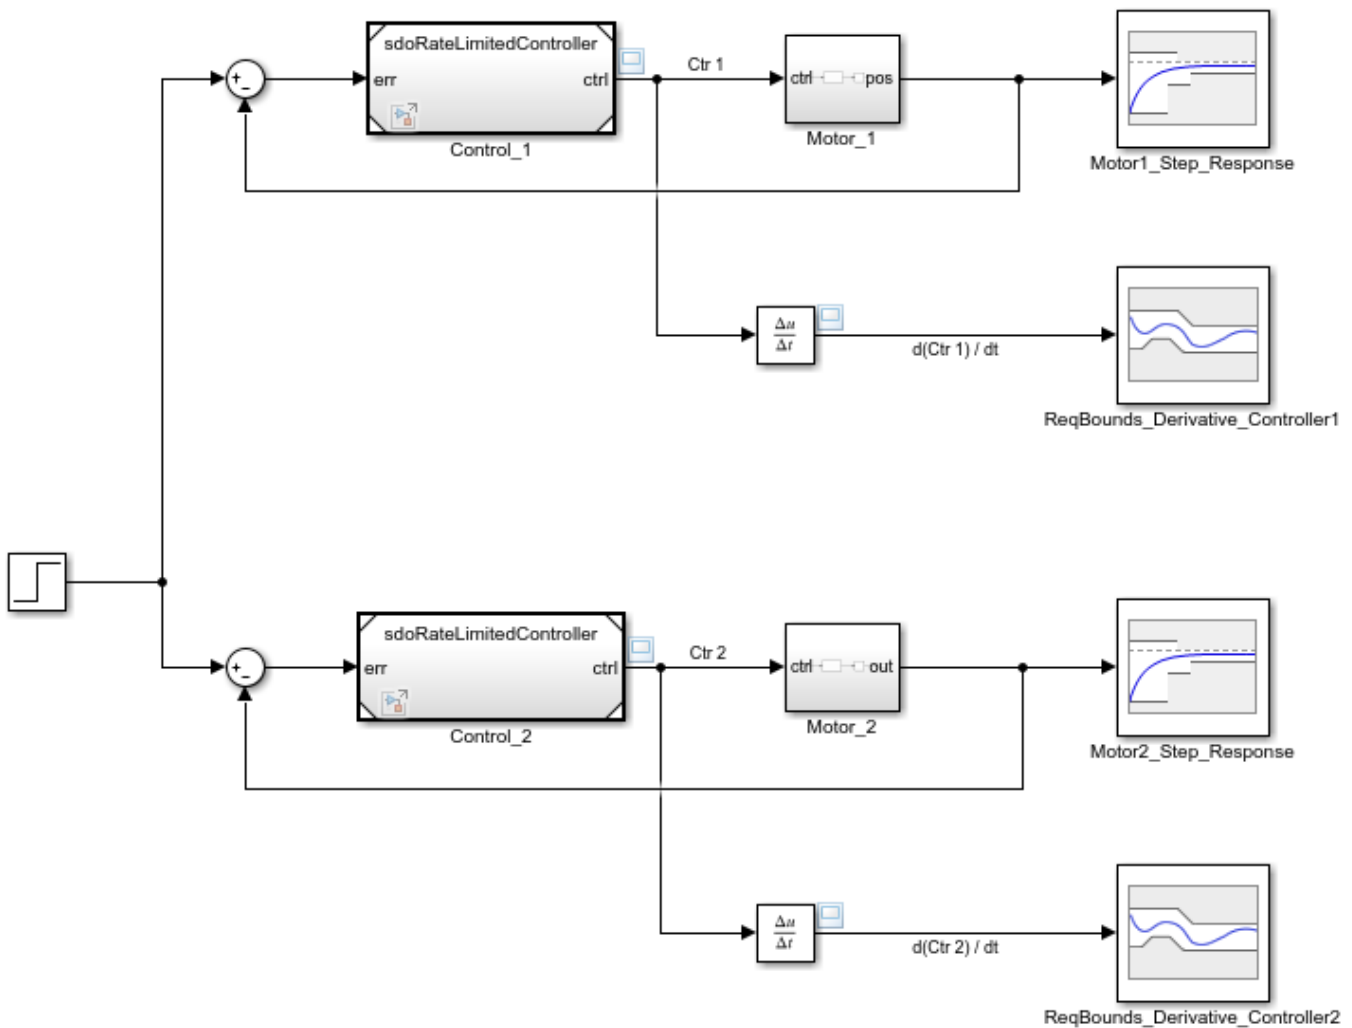 sdoRateLimitedController
err
ctrl
Control_1
Ctr 1
ctrl
pos
Motor_1
Motor1_Step_Response
Δu
Δt
d(Ctr 1) / dt
ReqBounds_Derivative_Controller1
sdoRateLimitedController
err
ctrl
Control_2
Ctr 2
ctrl
out
Motor_2
Motor2_Step_Response
Δu
Δt
d(Ctr 2) / dt
ReqBounds_Derivative_Controller2